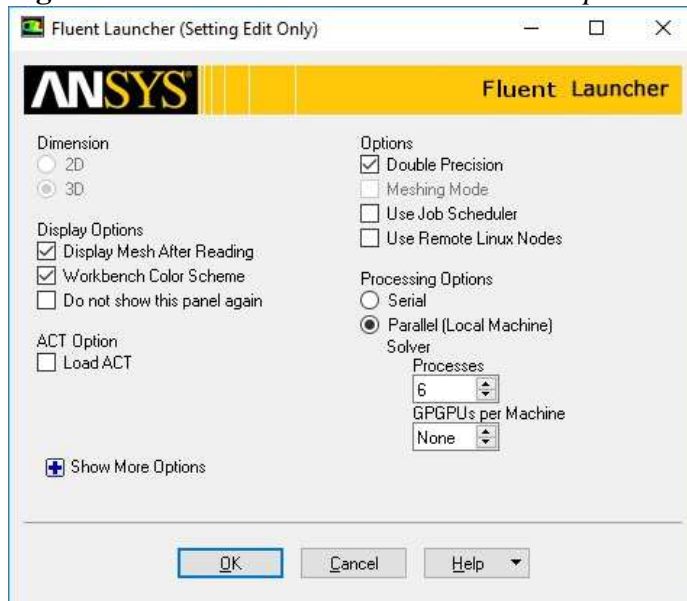 Fluent Launcher (Setting Edit Only)
ANSYS
Fluent Launcher
Dimension
2D
3D
Display Options
Display Mesh After Reading
Workbench Color Scheme
Do not show this panel again
ACT Option
Load ACT
Show More Options
Options
Double Precision
Meshing Mode
Use Job Scheduler
Use Remote Linux Nodes
Processing Options
Serial
Parallel (Local Machine)
Solver
Processes
6
GPGPUs per Machine
None
OK
Cancel
Help